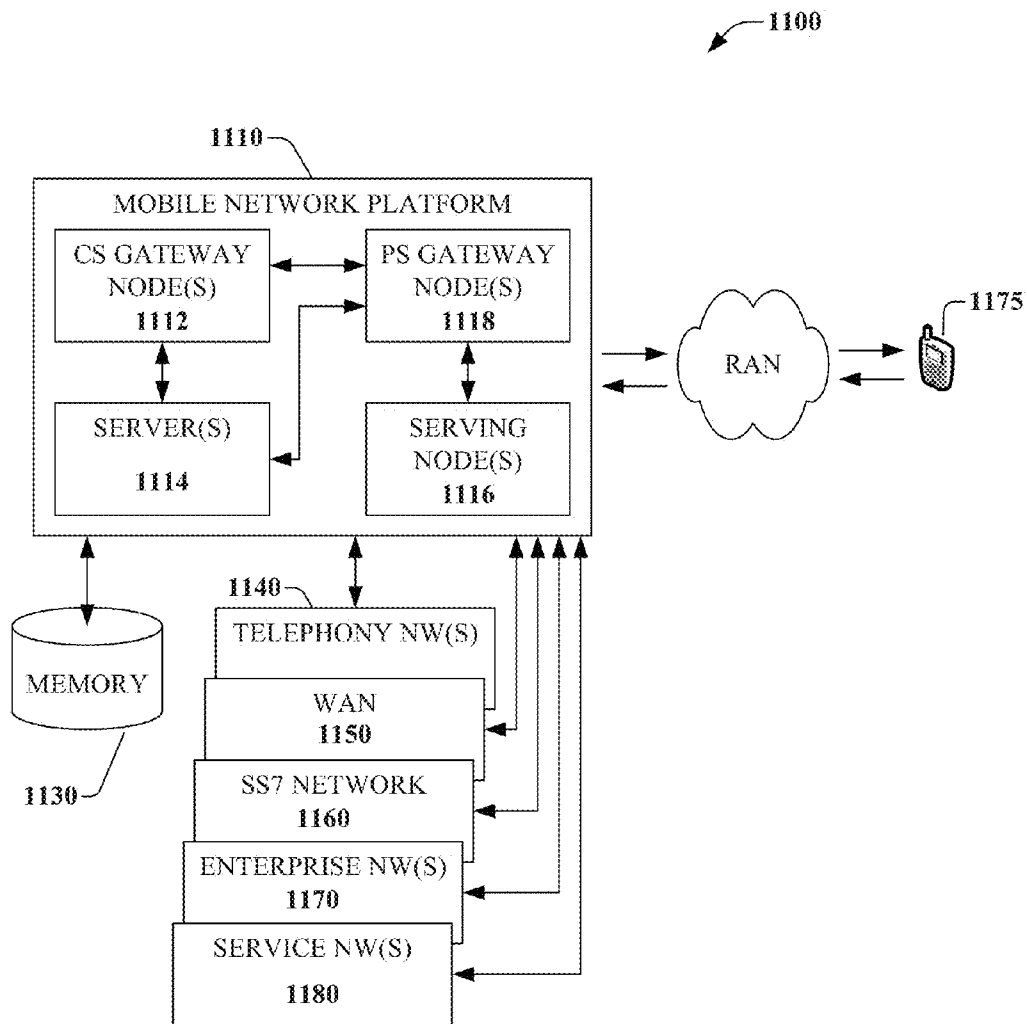 1100
1110
MOBILE NETWORK PLATFORM
CS GATEWAY
NODE(S)
1112
PS GATEWAY
NODE(S)
1118
SERVER(S)
1114
SERVING
NODE(S)
1116
RAN
1175
1140
TELEPHONY NW(S)
MEMORY
1130
WAN
1150
SS7 NETWORK
1160
ENTERPRISE NW(S)
1170
SERVICE NW(S)
1180